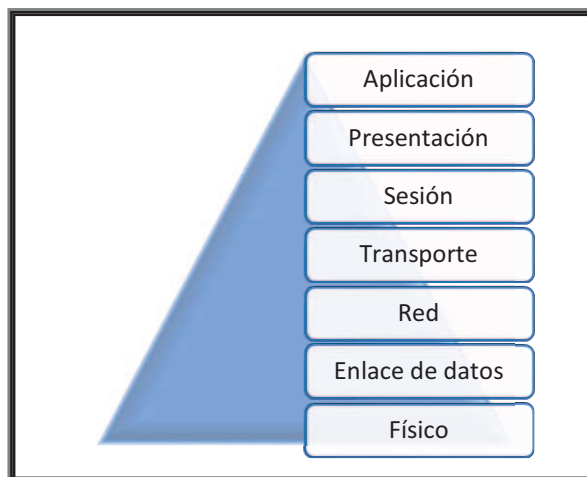 Aplicación
Presentación
Sesión
Transporte
Red
Enlace de datos
Físico